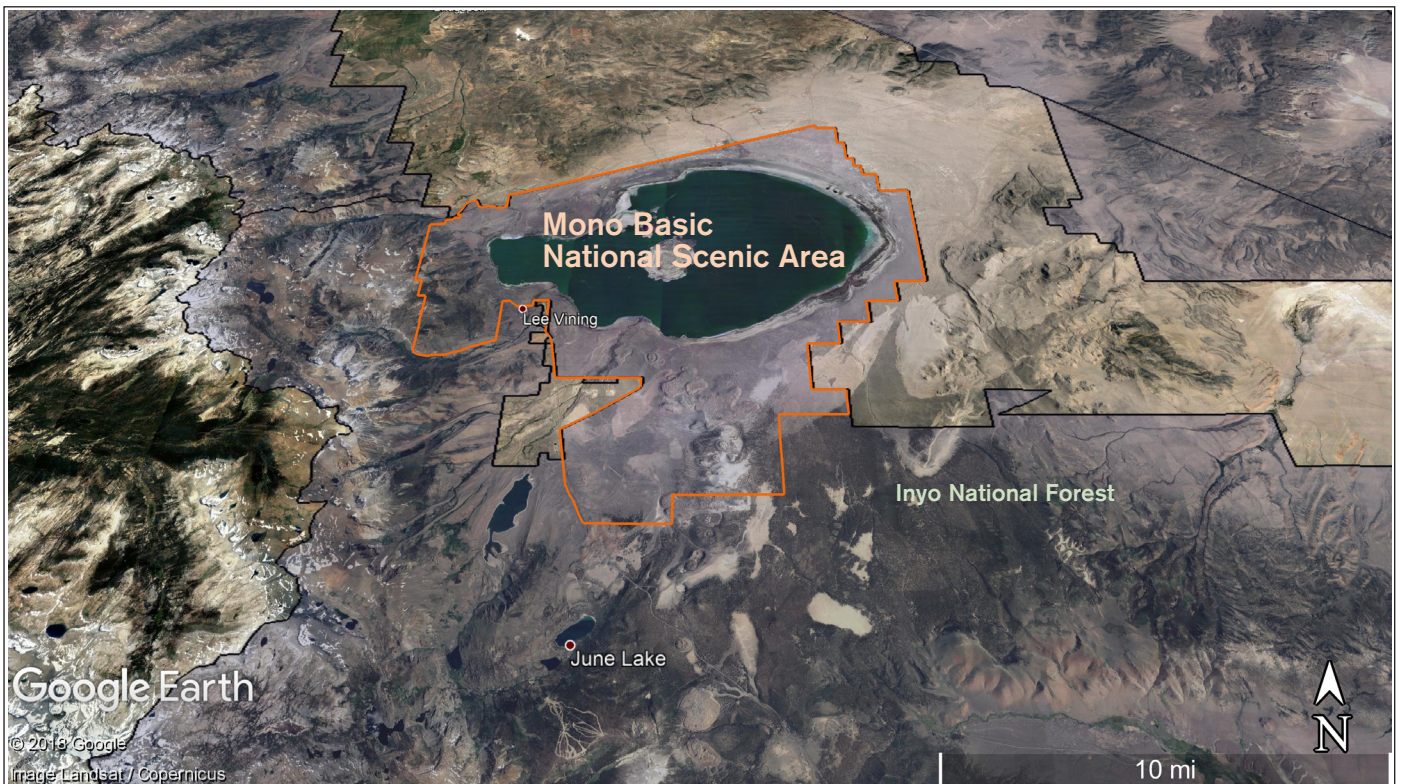 Mono Basic
National Scenic Area
Lee Vining
Inyo National Forest
June Lake
Google Earth
N
© 2018 Google
Image Landsat / Copernicus
10 mi